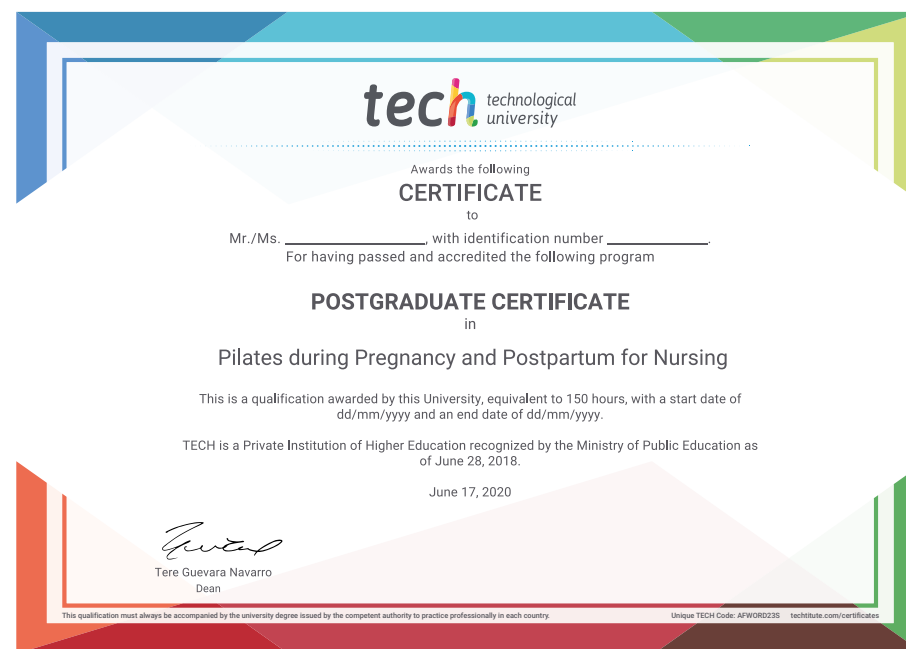 tech technological
university
Awards the following
CERTIFICATE
to
Mr./Ms. ____________________, with identification number ______________.
For having passed and accredited the following program
POSTGRADUATE CERTIFICATE
in
Pilates during Pregnancy and Postpartum for Nursing
This is a qualification awarded by this University, equivalent to 150 hours, with a start date of
dd/mm/yyyy and an end date of dd/mm/yyyy.
TECH is a Private Institution of Higher Education recognized by the Ministry of Public Education as
of June 28, 2018.
June 17, 2020
Tere Guevara Navarro
Dean
This qualification must always be accompanied by the university degree issued by the competent authority to practice professionally in each country.
Unique TECH Code: AFWORD23S techtitute.com/certificates